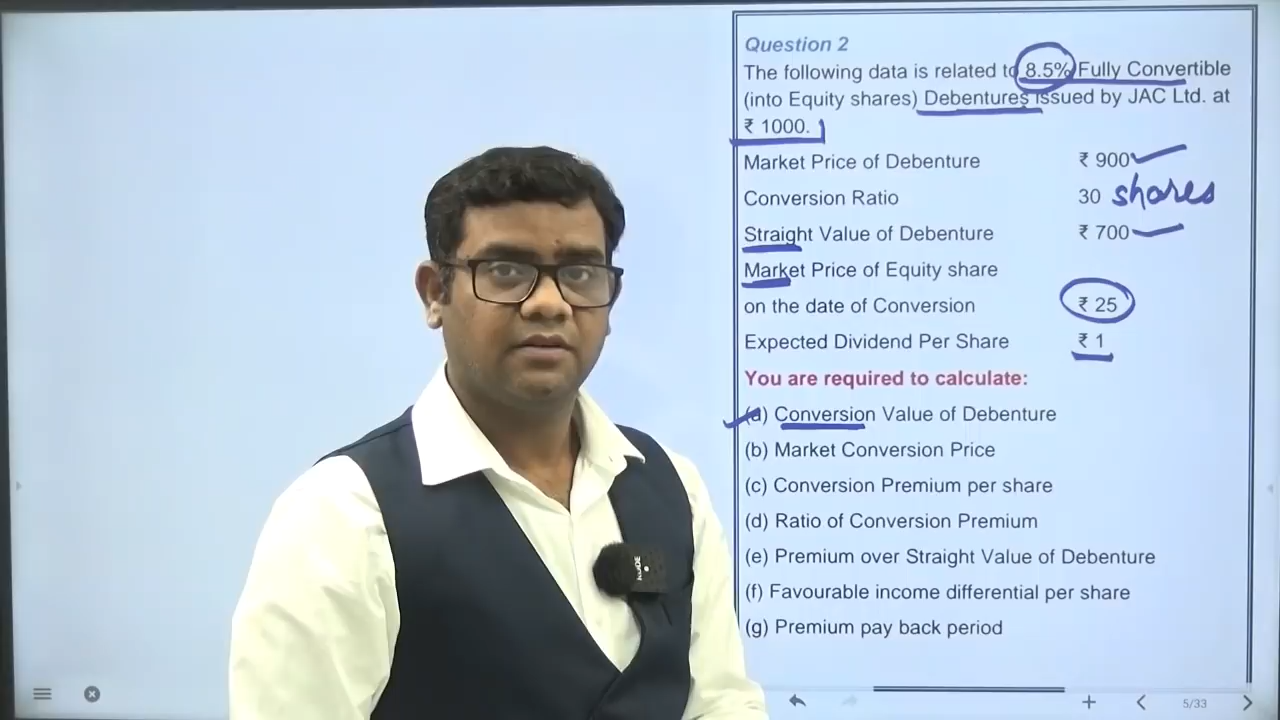 Question 2
The following data is related to 8.5% Fully Convertible
(into Equity shares) Debentures issued by JAC Ltd. at
₹ 1000.
Market Price of Debenture ₹ 900
Conversion Ratio 30 shares
Straight Value of Debenture ₹ 700
Market Price of Equity share
on the date of Conversion ₹ 25
Expected Dividend Per Share ₹ 1
You are required to calculate:
(a) Conversion Value of Debenture
(b) Market Conversion Price
(c) Conversion Premium per share
(d) Ratio of Conversion Premium
(e) Premium over Straight Value of Debenture
(f) Favourable income differential per share
(g) Premium pay back period
5/33